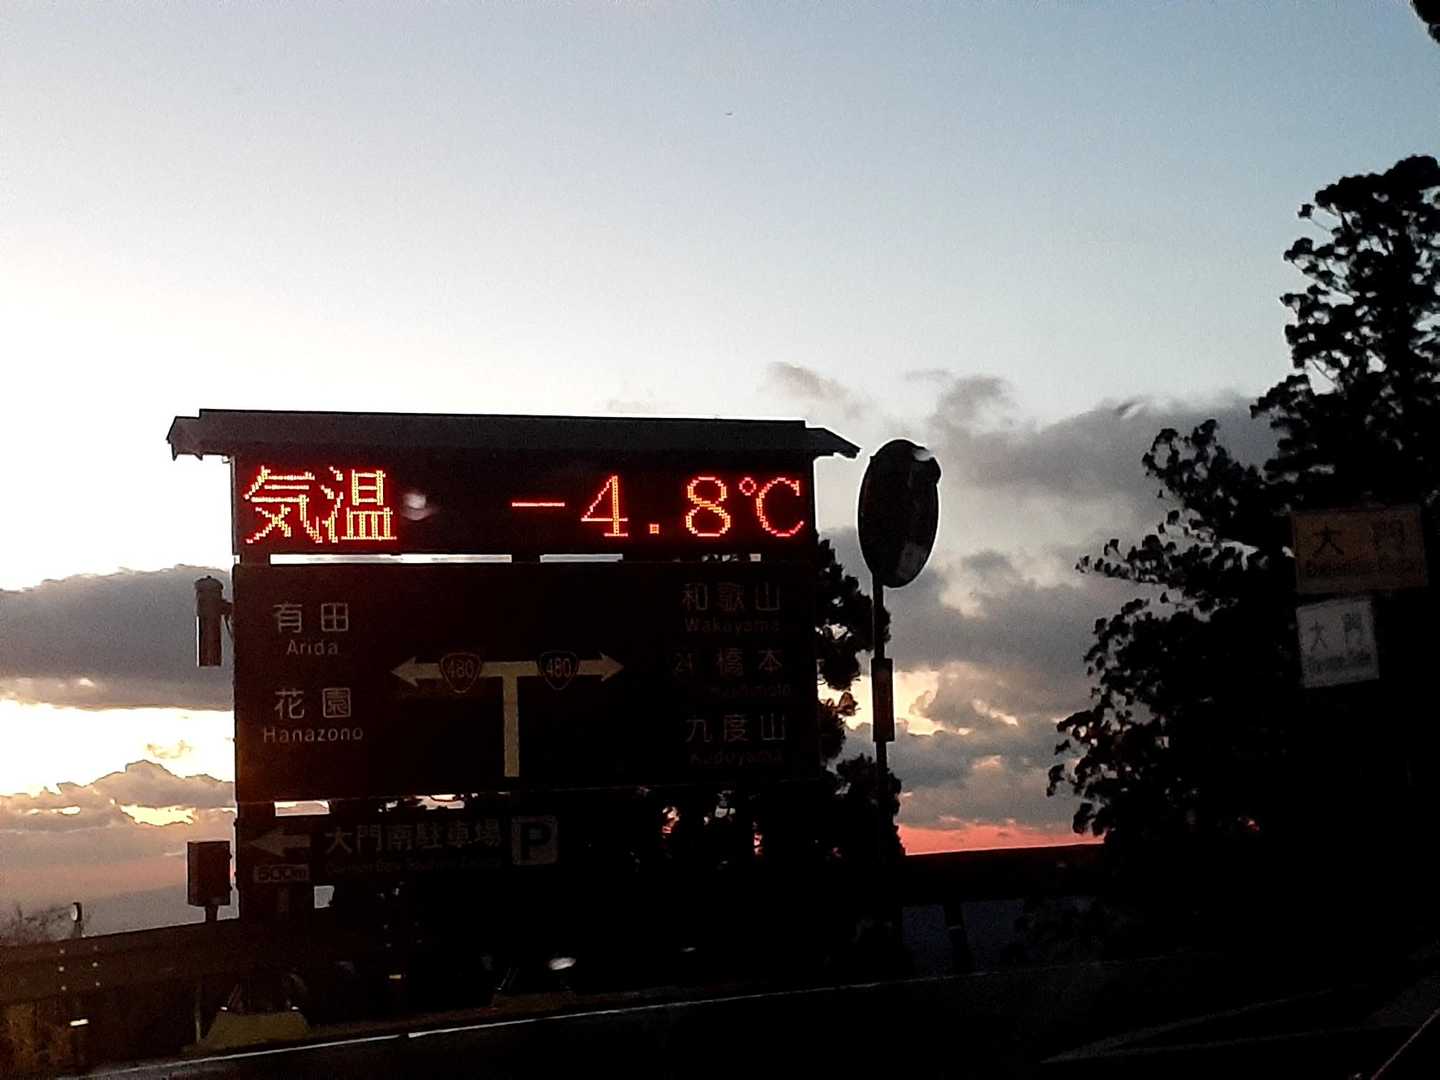 気温 −4.8℃
有田
Arida
花園
Hanazono
480
480
和歌山
Wakayama
24 橋本
Hashimoto
九度山
Kudoyama
大門南駐車場 P
500m
大門
大門